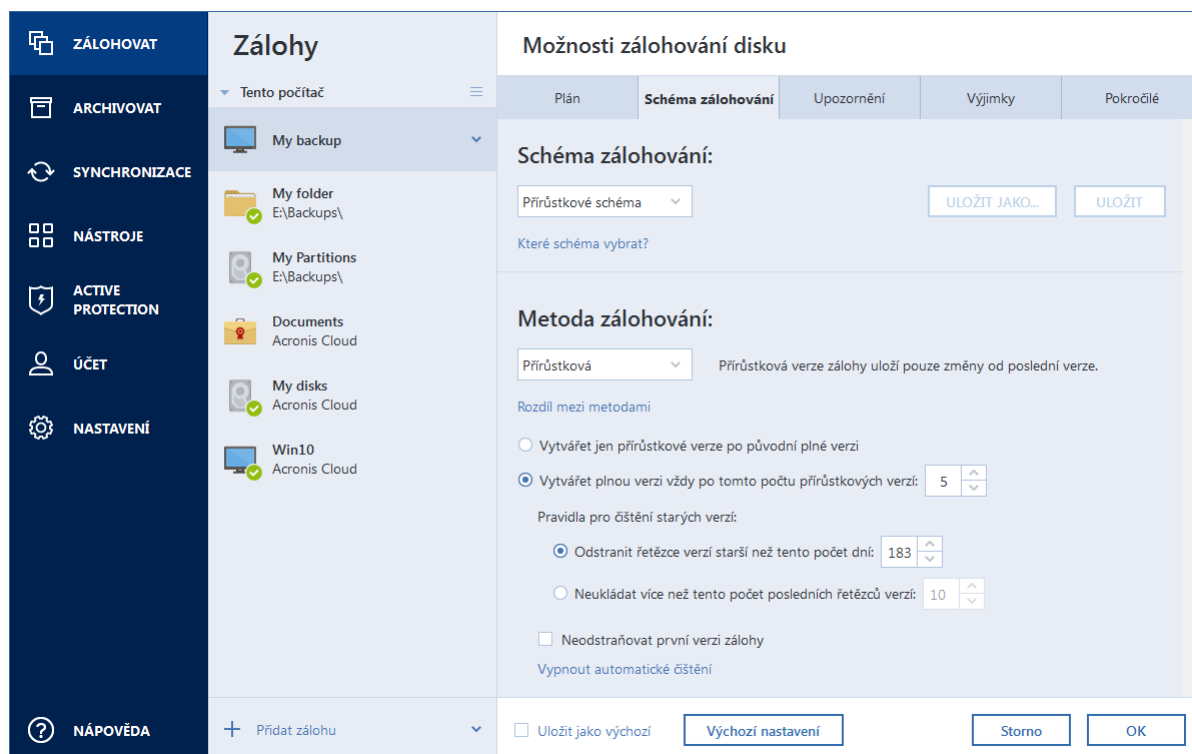 ZÁLOHOVAT
ARCHIVOVAT
SYNCHRONIZACE
NÁSTROJE
ACTIVE
PROTECTION
ÚČET
NASTAVENÍ
NÁPOVĚDA
Zálohy
Tento počítač
My backup
My folder
E:\Backups\
My Partitions
E:\Backups\
Documents
Acronis Cloud
My disks
Acronis Cloud
Win10
Acronis Cloud
Přidat zálohu
Možnosti zálohování disku
Plán Schéma zálohování Upozornění Výjimky Pokročilé
Schéma zálohování:
Přírůstkové schéma ULOŽIT JAKO... ULOŽIT
Které schéma vybrat?
Metoda zálohování:
Přírůstková Přírůstková verze zálohy uloží pouze změny od poslední verze.
Rozdíl mezi metodami
Vytvářet jen přírůstkové verze po původní plné verzi
Vytvářet plnou verzi vždy po tomto počtu přírůstkových verzí: 5
Pravidla pro čištění starých verzí:
Odstranit řetězce verzí starší než tento počet dní: 183
Neukládat více než tento počet posledních řetězců verzí: 10
Neodstraňovat první verzi zálohy
Vypnout automatické čištění
Uložit jako výchozí Výchozí nastavení Storno OK